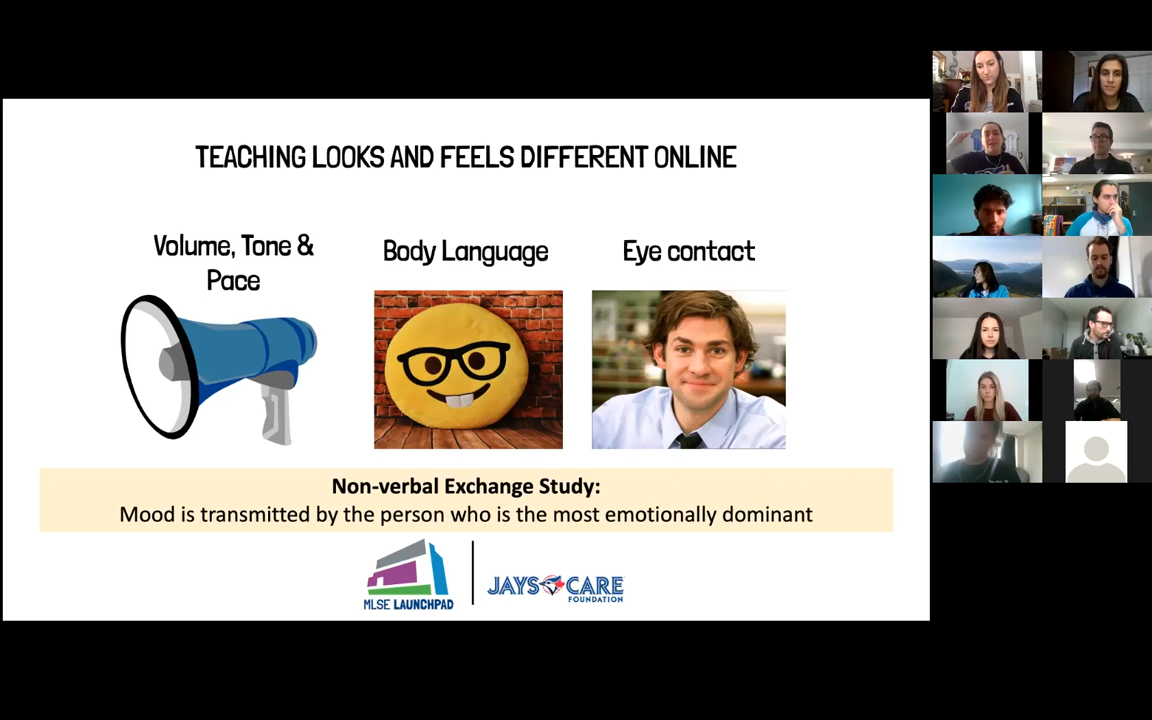 TEACHING LOOKS AND FEELS DIFFERENT ONLINE
Volume, Tone &
Pace
Body Language
Eye contact
Non-verbal Exchange Study:
Mood is transmitted by the person who is the most emotionally dominant
MLSE LAUNCHPAD
JAYS CARE
FOUNDATION